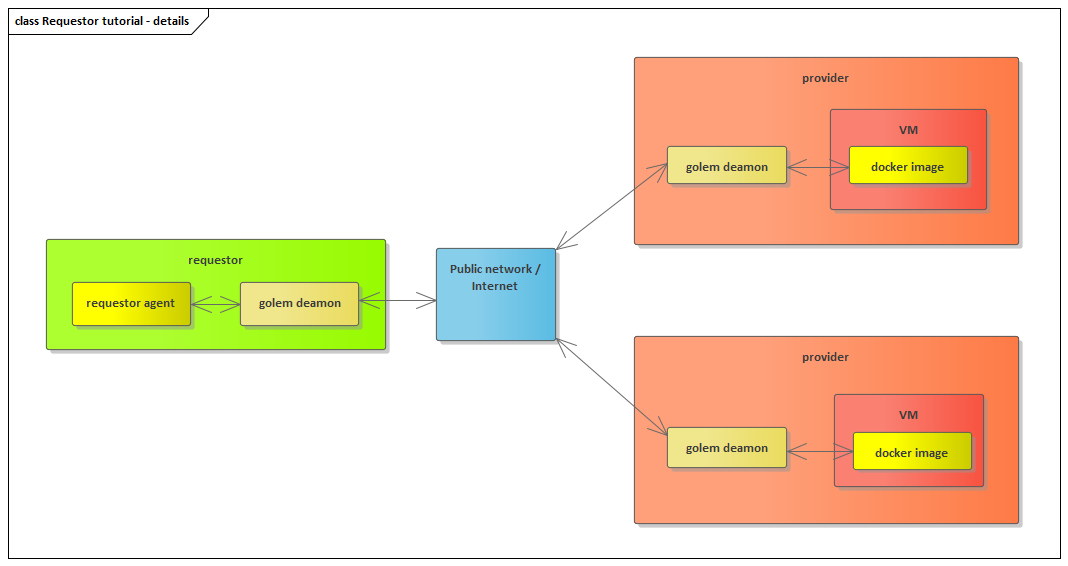 class Requestor tutorial - details
requestor
requestor agent
golem deamon
Public network /
Internet
provider
golem deamon
VM
docker image
provider
golem deamon
VM
docker image